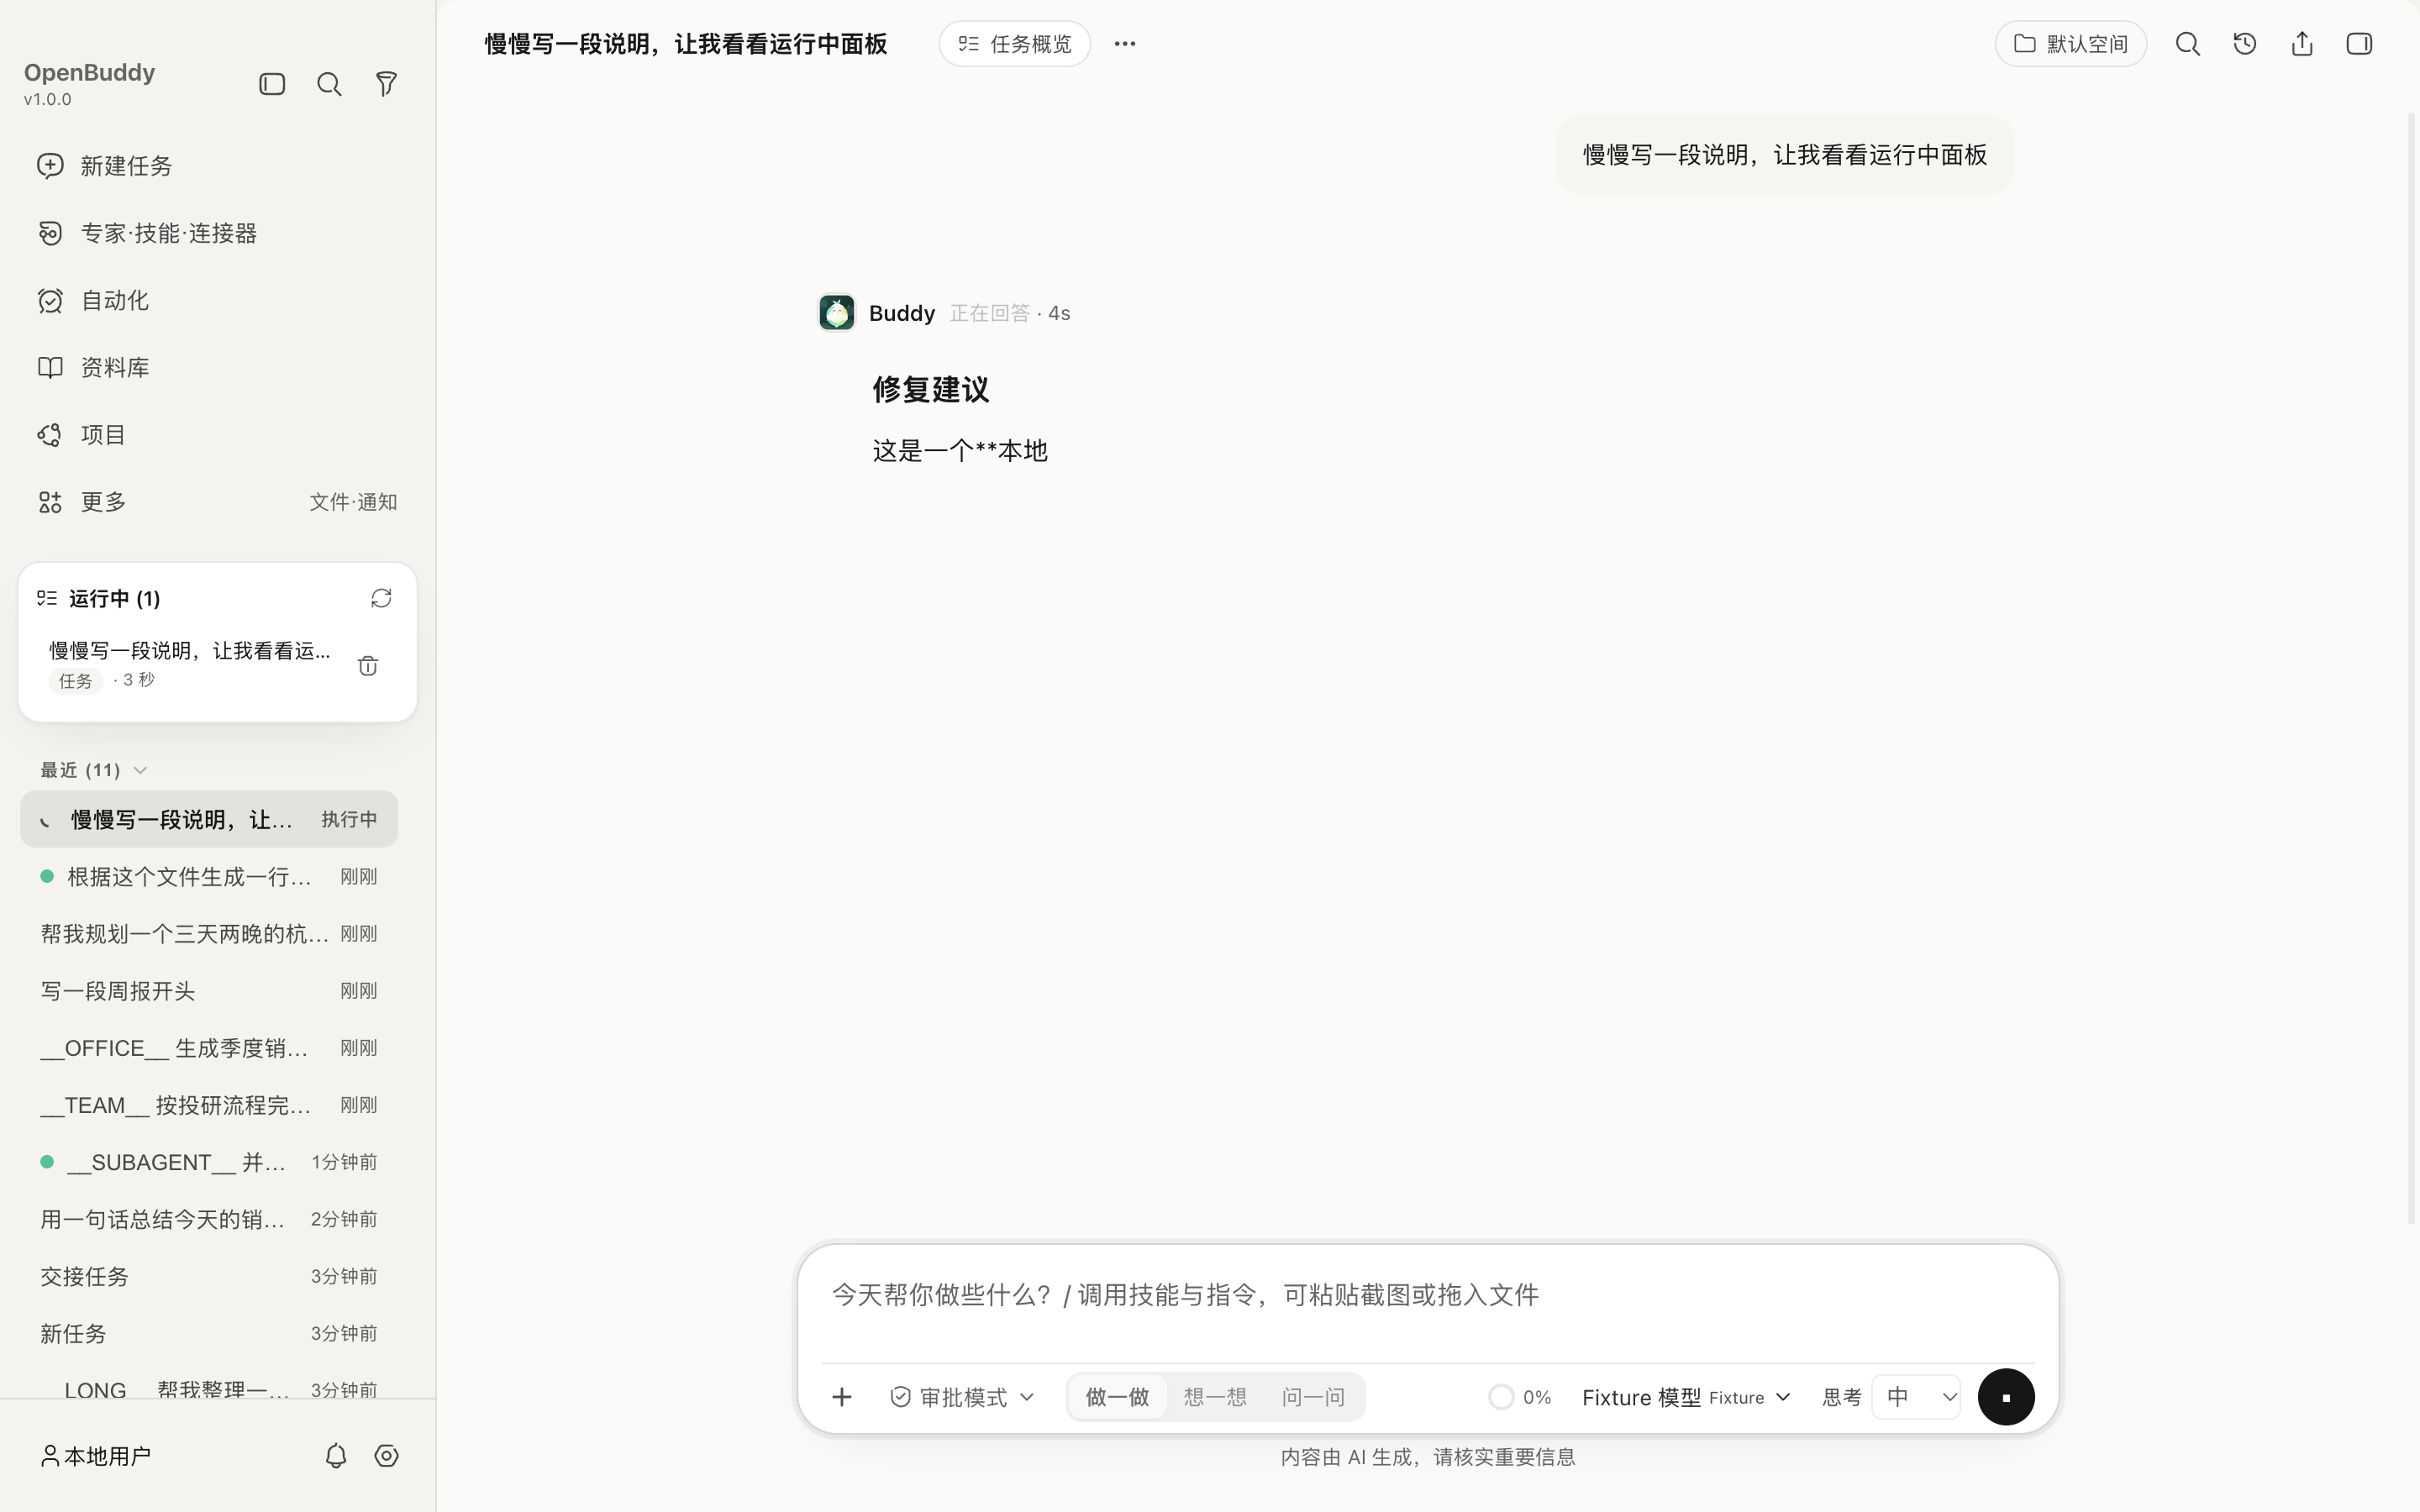 OpenBuddy
v1.0.0
新建任务
专家·技能·连接器
自动化
资料库
项目
更多 文件·通知
运行中 (1)
慢慢写一段说明，让我看看运...
任务 · 3 秒
最近 (11)
慢慢写一段说明，让... 执行中
根据这个文件生成一行... 刚刚
帮我规划一个三天两晚的杭... 刚刚
写一段周报开头 刚刚
__OFFICE__ 生成季度销... 刚刚
__TEAM__ 按投研流程完... 刚刚
__SUBAGENT__ 并... 1分钟前
用一句话总结今天的销... 2分钟前
交接任务 3分钟前
新任务 3分钟前
__LONG__ 帮我整理一... 3分钟前
本地用户
慢慢写一段说明，让我看看运行中面板 任务概览 默认空间
慢慢写一段说明，让我看看运行中面板
Buddy 正在回答 · 4s
修复建议
这是一个**本地
今天帮你做些什么？/ 调用技能与指令，可粘贴截图或拖入文件
审批模式 做一做 想一想 问一问 0% Fixture 模型 Fixture 思考 中
内容由 AI 生成，请核实重要信息